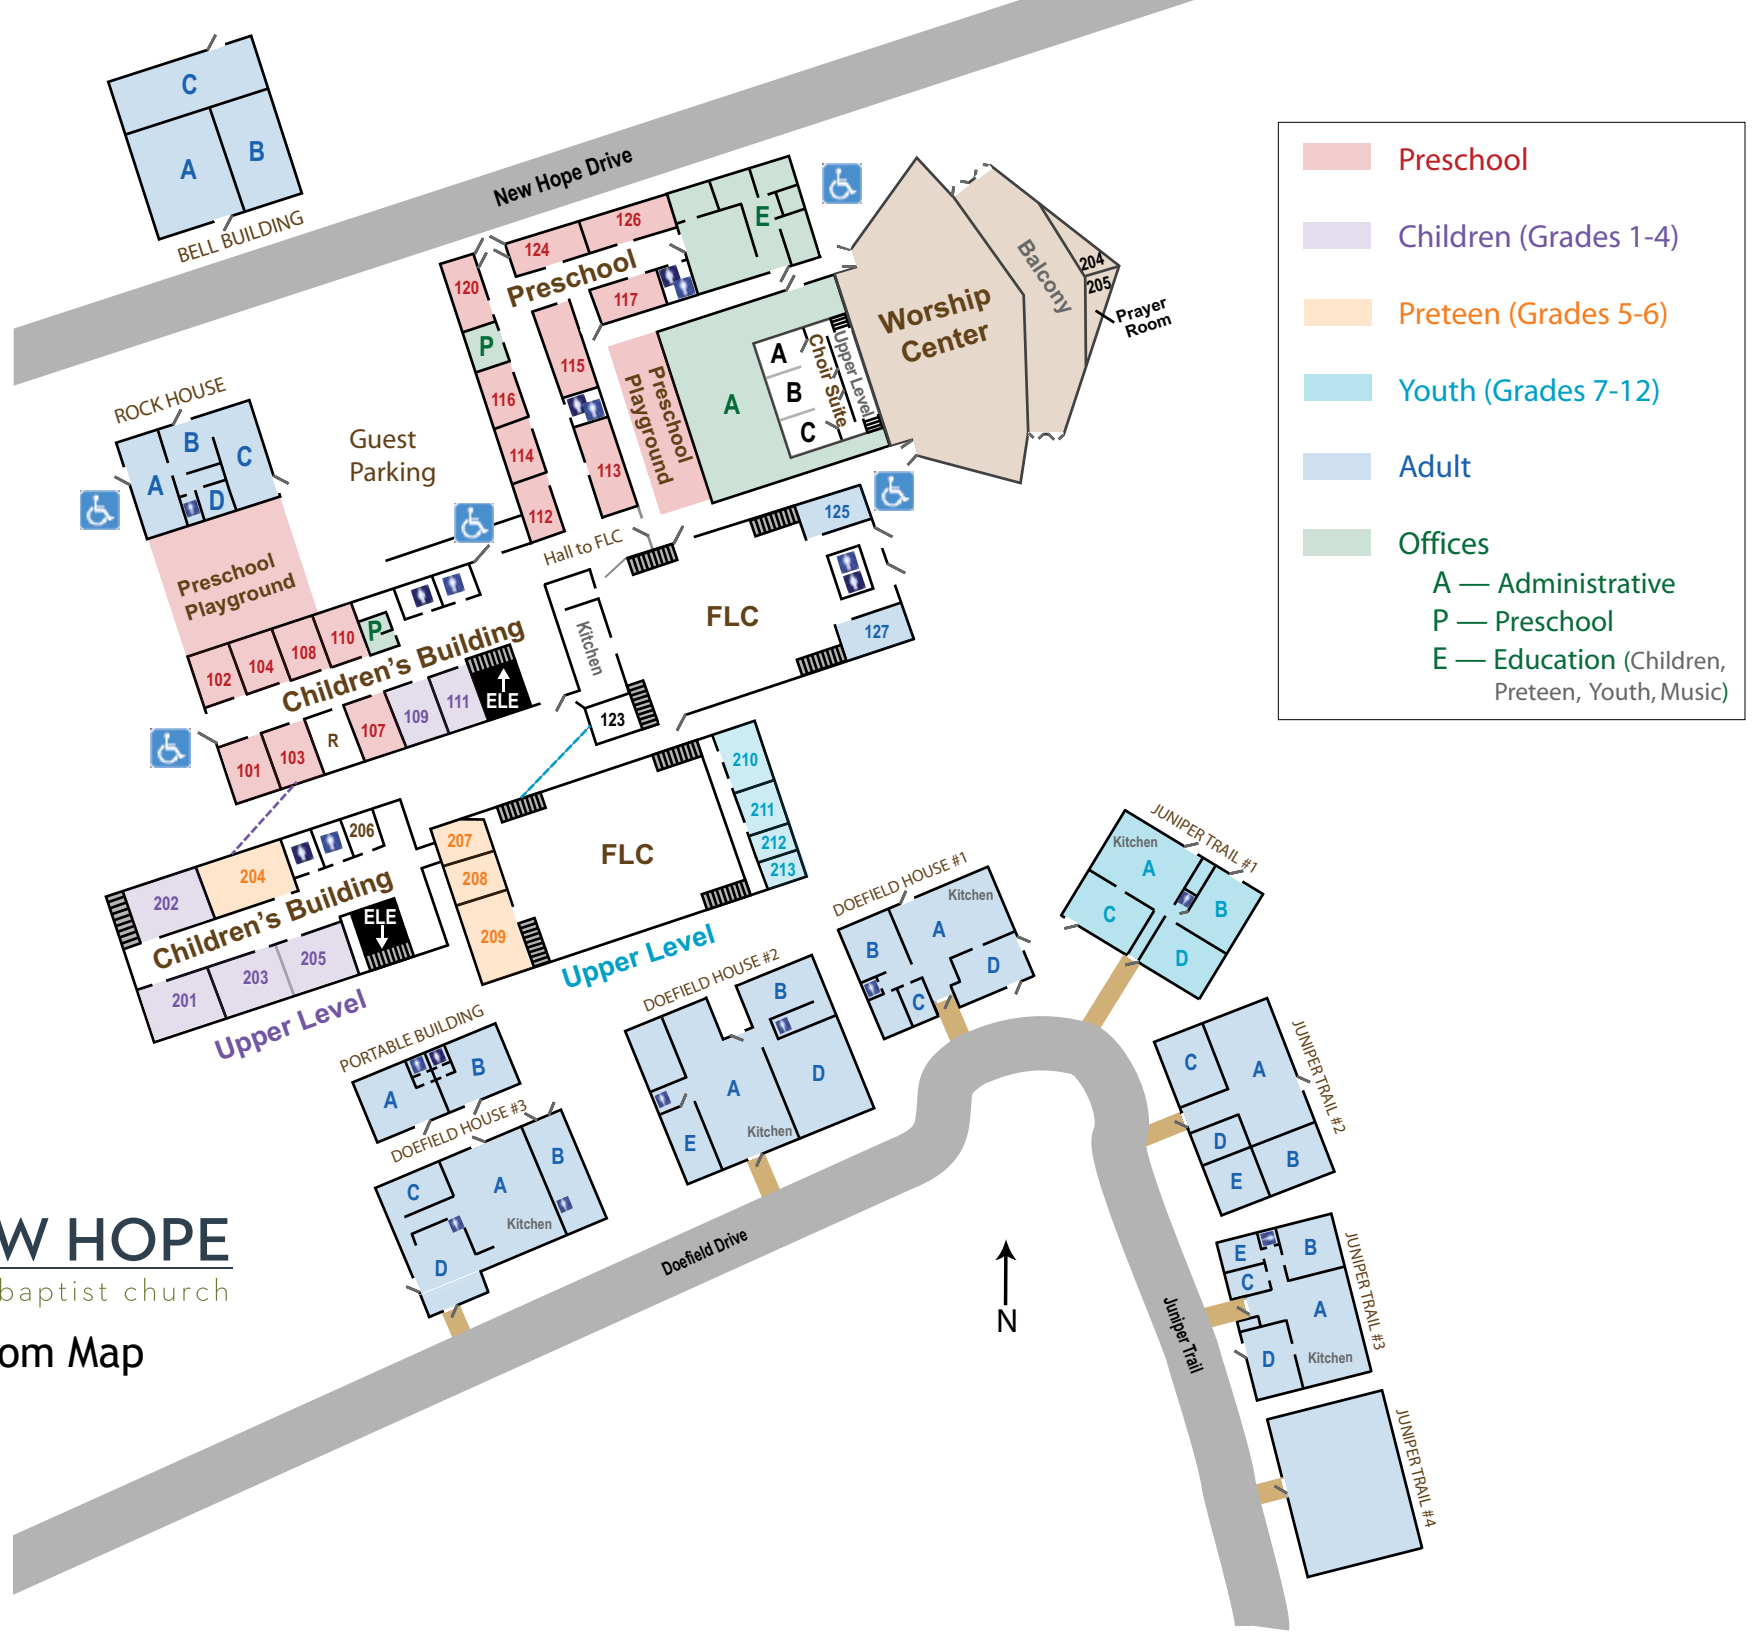 C
A
B
BELL BUILDING
New Hope Drive
124
126
E
Preschool
120
117
P
115
116
114
113
112
Preschool
Playground
A
A
B
C
Choir Suite
Upper Level
Worship
Center
Balcony
204
205
Prayer
Room
Preschool
Children (Grades 1-4)
Preteen (Grades 5-6)
Youth (Grades 7-12)
Adult
Offices
A — Administrative
P — Preschool
E — Education (Children,
Preteen, Youth, Music)
ROCK HOUSE
B
C
A
D
Guest
Parking
Preschool
Playground
Hall to FLC
125
FLC
127
Kitchen
123
102
104
108
110
P
Children's Building
ELE
111
109
107
R
103
101
206
204
202
Children's Building
ELE
205
203
201
Upper Level
207
208
209
FLC
210
211
212
213
Upper Level
PORTABLE BUILDING
A
B
DOEFIELD HOUSE #3
C
A
B
Kitchen
D
DOEFIELD HOUSE #2
B
A
D
E
Kitchen
DOEFIELD HOUSE #1
Kitchen
B
A
D
C
JUNIPER TRAIL #1
Kitchen
A
C
B
D
JUNIPER TRAIL #2
C
A
D
B
E
JUNIPER TRAIL #3
E
B
C
A
D
Kitchen
JUNIPER TRAIL #4
Doefield Drive
Juniper Trail
N
W HOPE
baptist church
om Map